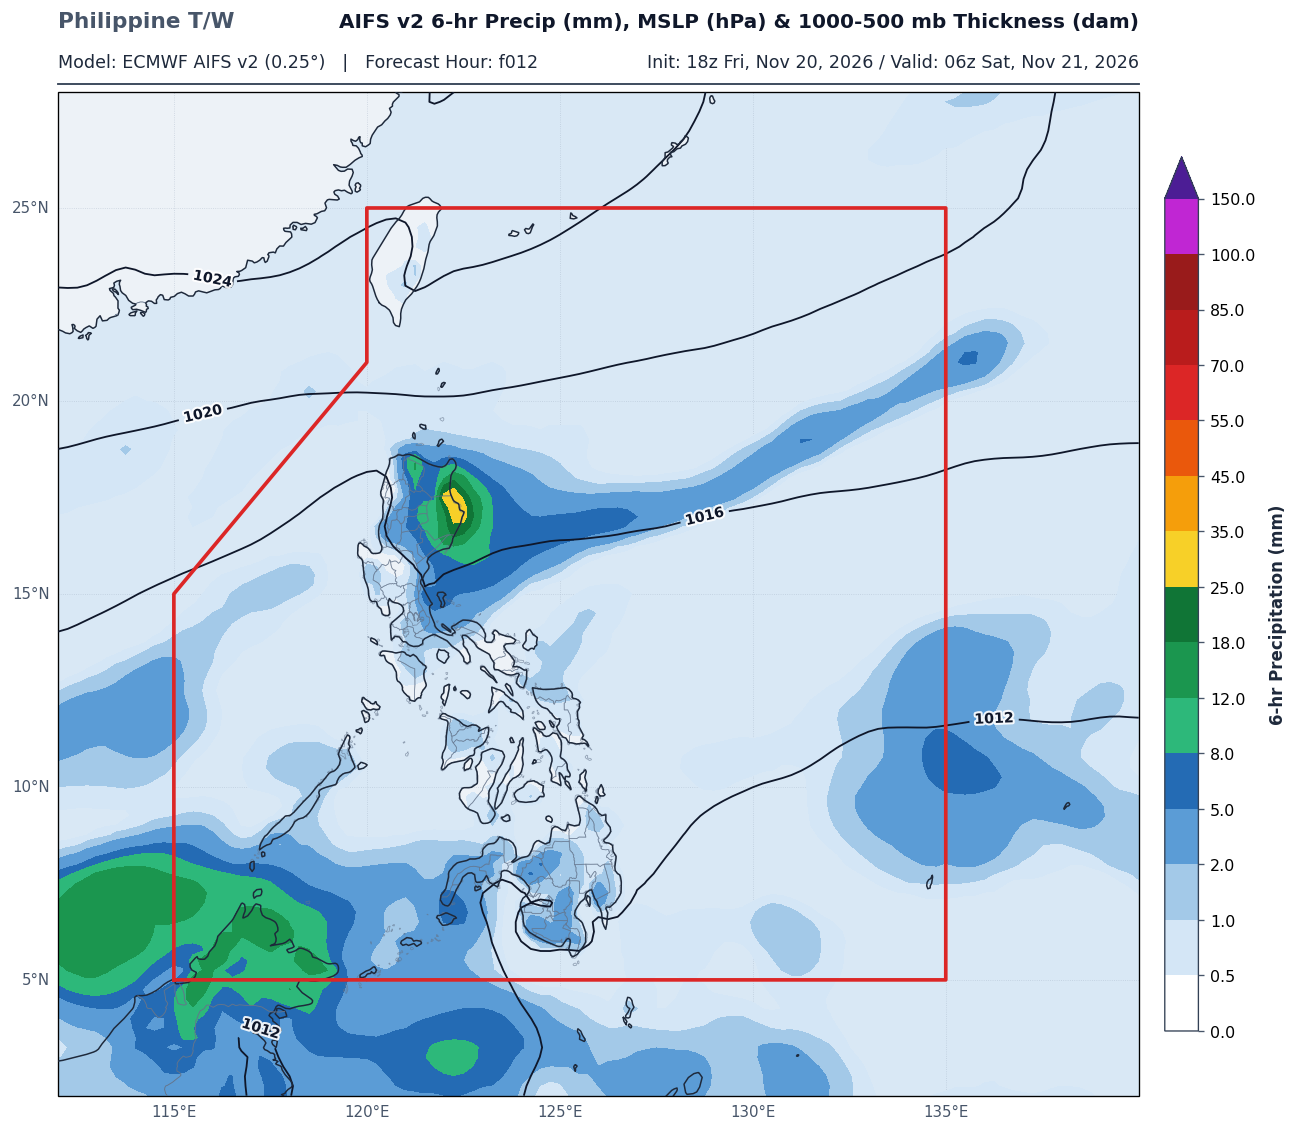 Philippine T/W
AIFS v2 6-hr Precip (mm), MSLP (hPa) & 1000-500 mb Thickness (dam)
Model: ECMWF AIFS v2 (0.25°) | Forecast Hour: f012
Init: 18z Fri, Nov 20, 2026 / Valid: 06z Sat, Nov 21, 2026
25°N
20°N
15°N
10°N
5°N
1024
1020
1016
1012
1012
115°E
120°E
125°E
130°E
135°E
150.0
100.0
85.0
70.0
55.0
45.0
35.0
25.0
18.0
12.0
8.0
5.0
2.0
1.0
0.5
0.0
6-hr Precipitation (mm)